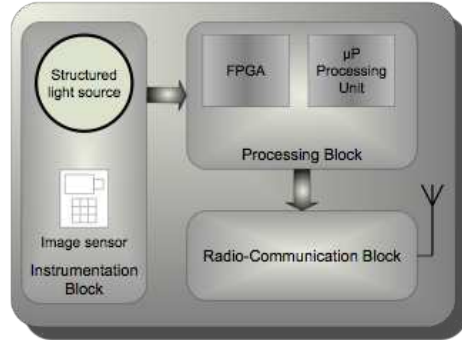 Structured
light source
Image sensor
Instrumentation
Block
FPGA
µP
Processing
Unit
Processing Block
Radio-Communication Block